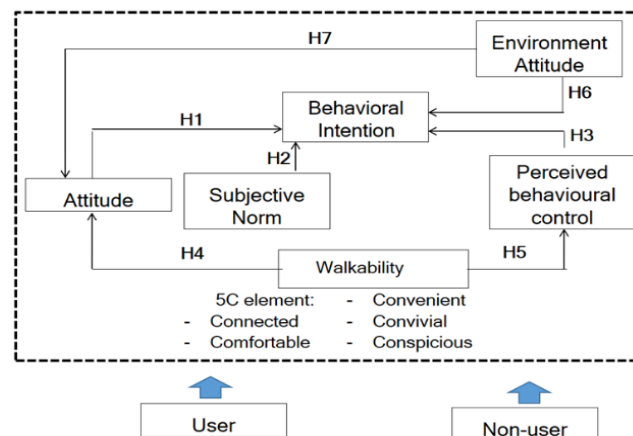 H7
Environment
Attitude
H6
Behavioral
Intention
H1
H3
H2
Perceived
behavioural
control
Attitude
Subjective
Norm
H4
Walkability
H5
5C element: - Convenient
- Connected - Convivial
- Comfortable - Conspicious
User
Non-user